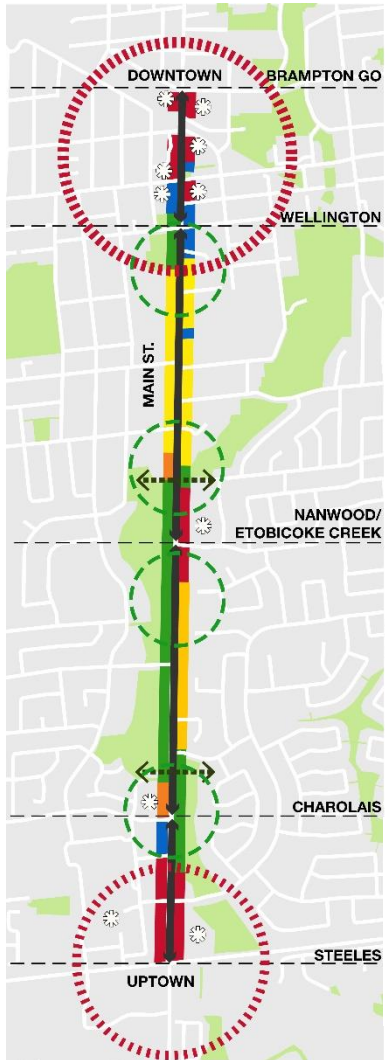 DOWNTOWN
BRAMPTON GO
WELLINGTON
MAIN ST.
NANWOOD/
ETOBICOKE CREEK
CHAROLAIS
STEELES
UPTOWN